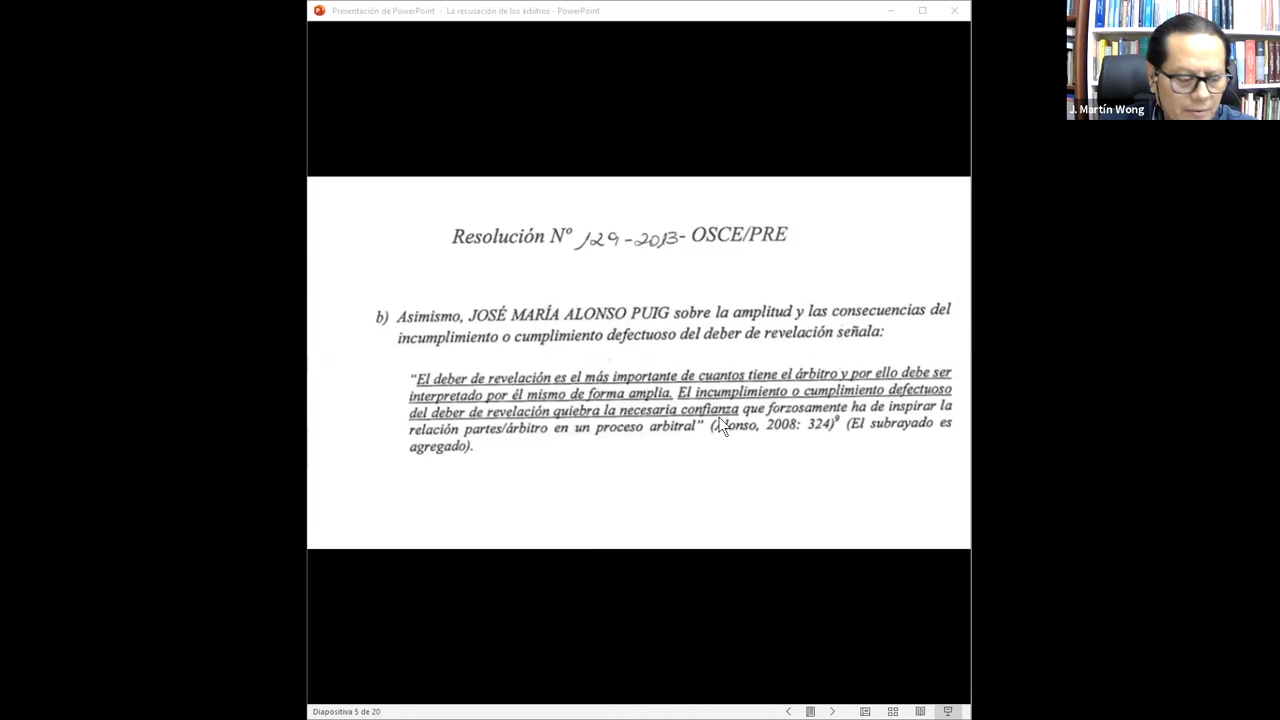 Presentación de PowerPoint - La recusación de los árbitros - PowerPoint
J. Martín Wong
Resolución Nº 129-2013- OSCE/PRE
b) Asimismo, JOSÉ MARÍA ALONSO PUIG sobre la amplitud y las consecuencias del
incumplimiento o cumplimiento defectuoso del deber de revelación señala:
“El deber de revelación es el más importante de cuantos tiene el árbitro y por ello debe ser
interpretado por él mismo de forma amplia. El incumplimiento o cumplimiento defectuoso
del deber de revelación quiebra la necesaria confianza que forzosamente ha de inspirar la
relación partes/árbitro en un proceso arbitral” (Alonso, 2008: 324)⁹ (El subrayado es
agregado).
Diapositiva 5 de 20